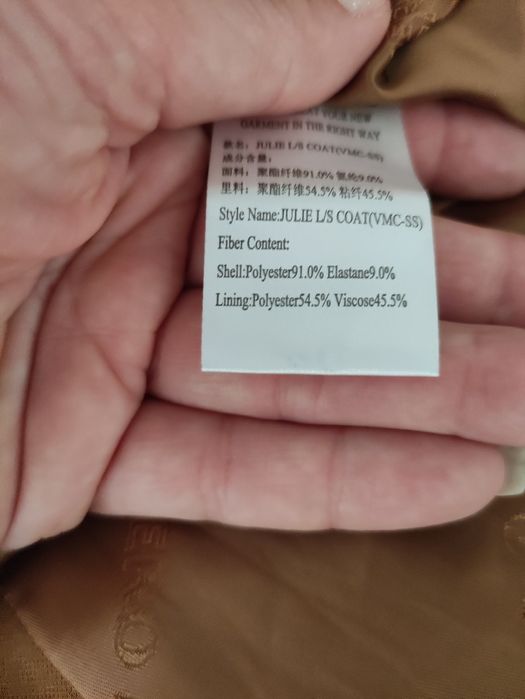 YOUR NEW
GARMENT IN THE RIGHT WAY
款名：JULIE L/S COAT(VMC-SS)
成分含量：
面料：聚酯纤维91.0% 氨纶9.0%
里料：聚酯纤维54.5% 粘纤45.5%
Style Name:JULIE L/S COAT(VMC-SS)
Fiber Content:
Shell:Polyester91.0% Elastane9.0%
Lining:Polyester54.5% Viscose45.5%